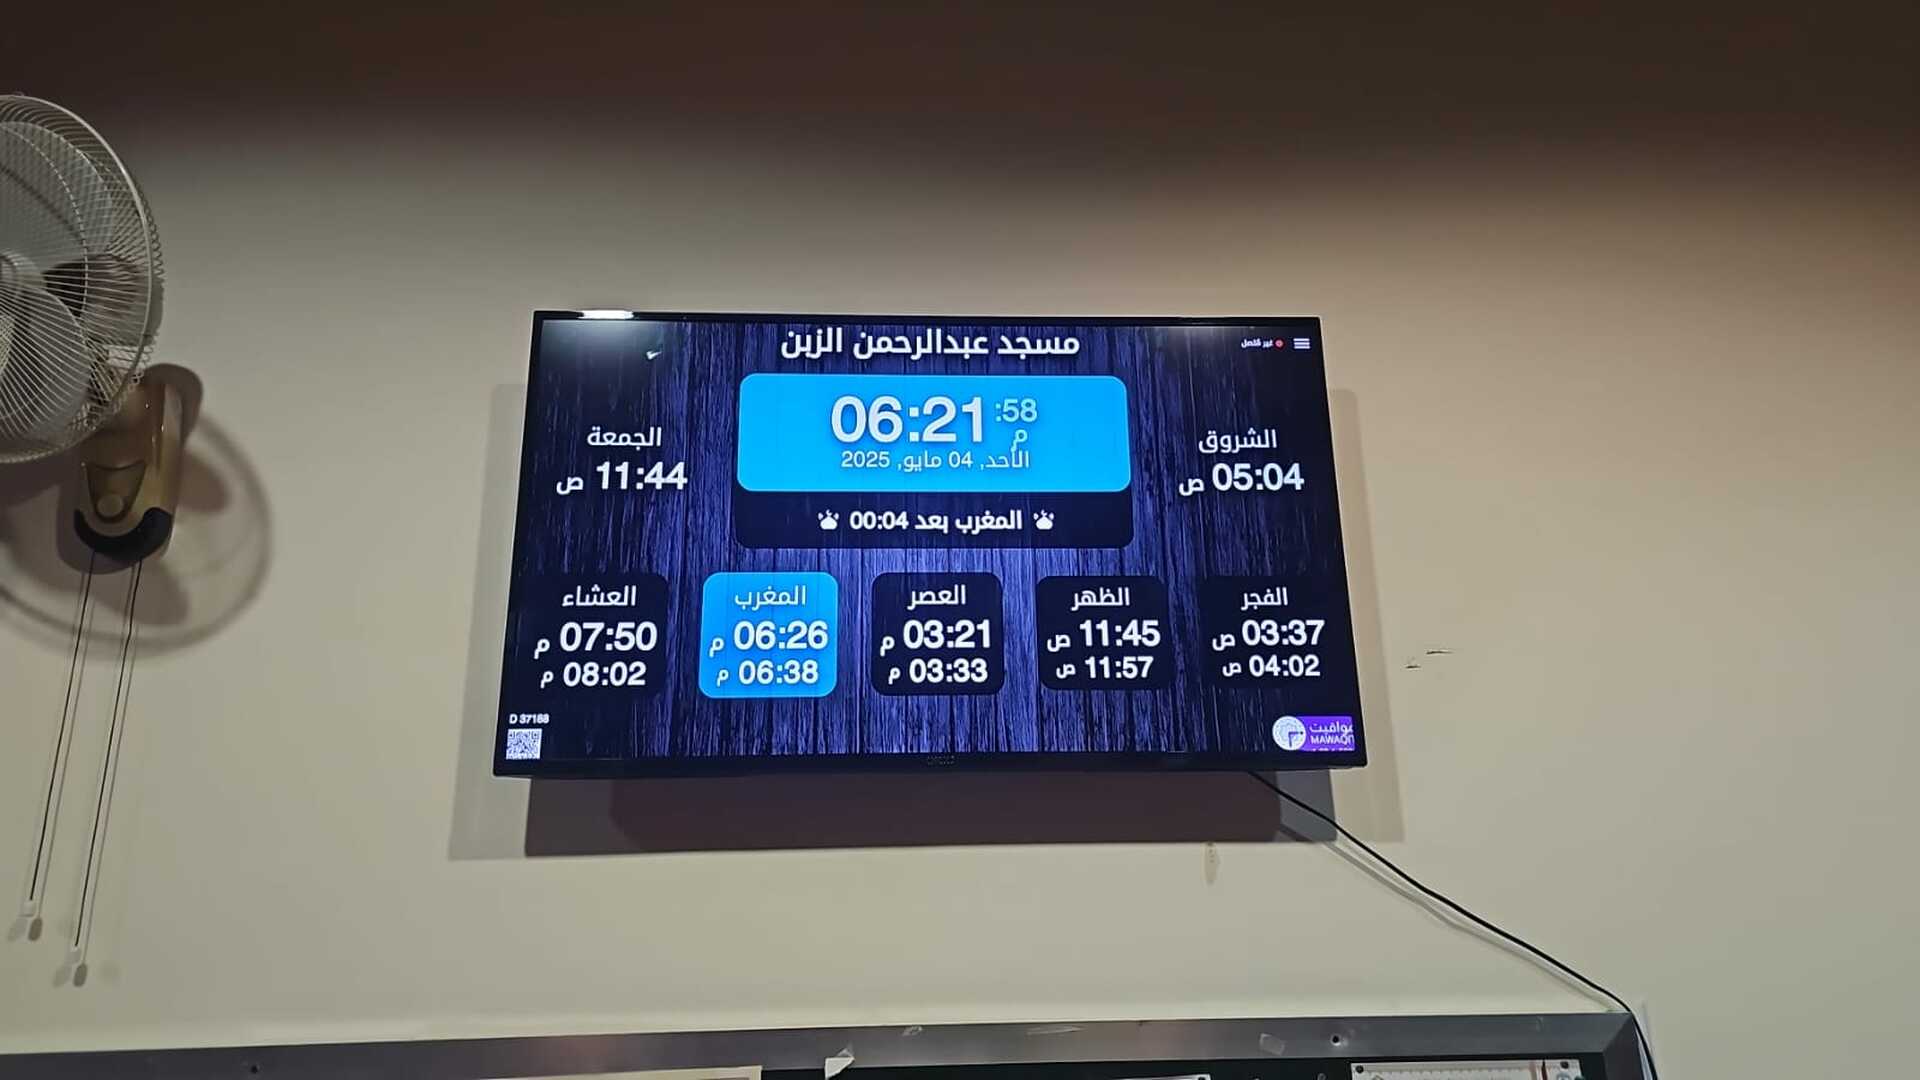 مسجد عبدالرحمن الزبن
غير متصل
06:21 :58 م
الأحد, 04 مايو, 2025
المغرب بعد 00:04
الشروق
05:04 ص
الجمعة
11:44 ص
الفجر
03:37 ص
04:02 ص
الظهر
11:45 ص
11:57 ص
العصر
03:21 م
03:33 م
المغرب
06:26 م
06:38 م
العشاء
07:50 م
08:02 م
D 37188
مواقيت
MAWAQIT